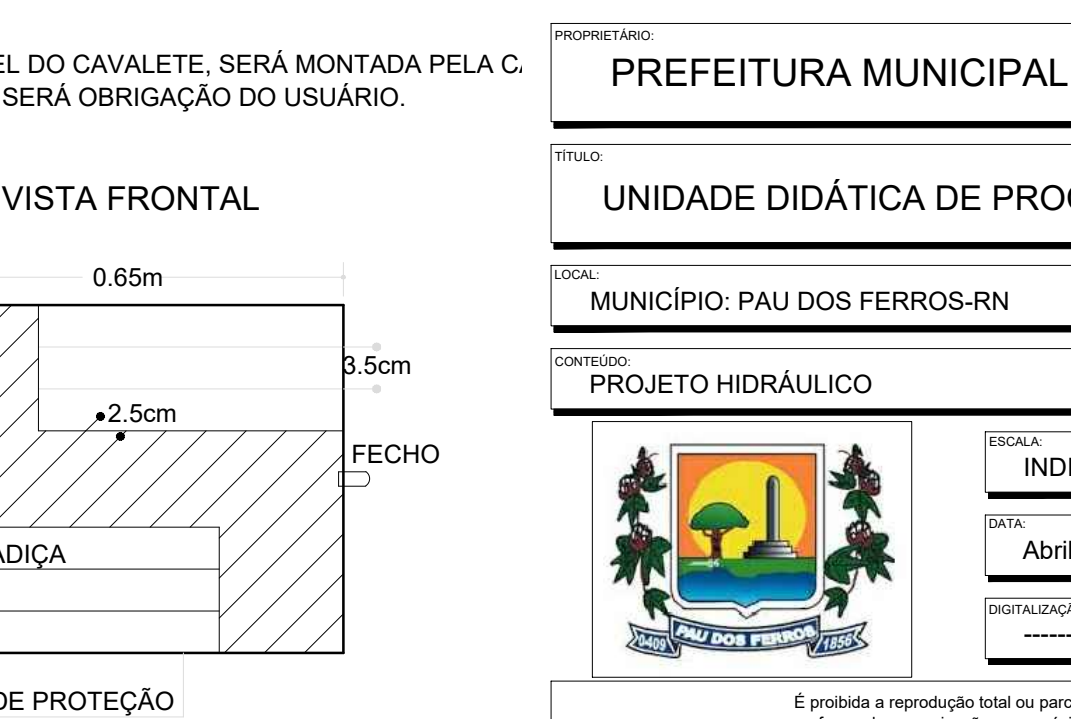 EL DO CAVALETE, SERÁ MONTADA PELA
SERÁ OBRIGAÇÃO DO USUÁRIO.
VISTA FRONTAL
0.65m
3.5cm
2.5cm
FECHO
ADIÇA
DE PROTEÇÃO
PROPRIETÁRIO:
PREFEITURA MUNICIPAL
TÍTULO:
UNIDADE DIDÁTICA DE PRO
LOCAL:
MUNICÍPIO: PAU DOS FERROS-RN
CONTEÚDO:
PROJETO HIDRÁULICO
0409 PAU DOS FERROS 1856
ESCALA:
INDI
DATA:
Abril
DIGITALIZAÇÃ
------
É proibida a reprodução total ou parc